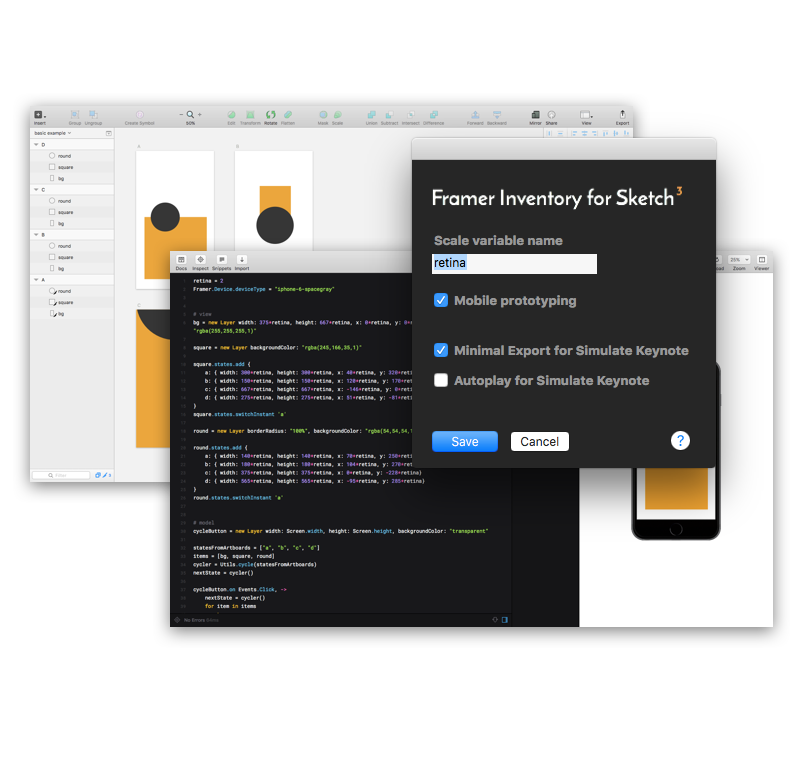 Insert
Group Ungroup
Create Symbol
50%
Edit Transform Rotate Flatten
Mask Scale
Union Subtract Intersect Difference
Forward Backward
Mirror Share
View
Export
basic example
D
round
square
bg
C
round
square
bg
B
round
square
bg
A
round
square
bg
Filter
A
B
C
Docs Inspect Snippets Import
25%
Zoom Viewer
retina = 2
Framer.Device.deviceType = "iphone-6-spacegray"
# view
bg = new Layer width: 375*retina, height: 667*retina, x: 0*retina, y: 0*
"rgba(255,255,255,1)"
square = new Layer backgroundColor: "rgba(245,166,35,1)"
square.states.add {
a: { width: 300*retina, height: 300*retina, x: 40*retina, y: 328*
b: { width: 150*retina, height: 150*retina, x: 120*retina, y: 170*
c: { width: 667*retina, height: 667*retina, x: -146*retina, y: 0*
d: { width: 275*retina, height: 275*retina, x: 51*retina, y: -81*
}
square.states.switchInstant 'a'
round = new Layer borderRadius: "100%", backgroundColor: "rgba(54,54,54,1
round.states.add {
a: { width: 140*retina, height: 140*retina, x: 70*retina, y: 250*
b: { width: 180*retina, height: 180*retina, x: 104*retina, y: 270*
c: { width: 375*retina, height: 375*retina, x: 0*retina, y: -228*retina}
d: { width: 565*retina, height: 565*retina, x: -95*retina, y: 285*retina}
}
round.states.switchInstant 'a'
# model
cycleButton = new Layer width: Screen.width, height: Screen.height, backgroundColor: "transparent"
statesFromArtboards = ["a", "b", "c", "d"]
items = [bg, square, round]
cycler = Utils.cycle(statesFromArtboards)
nextState = cycler()
cycleButton.on Events.Click, ->
nextState = cycler()
for item in items
No Errors
Framer Inventory for Sketch 3
Scale variable name
retina
Mobile prototyping
Minimal Export for Simulate Keynote
Autoplay for Simulate Keynote
Save Cancel ?